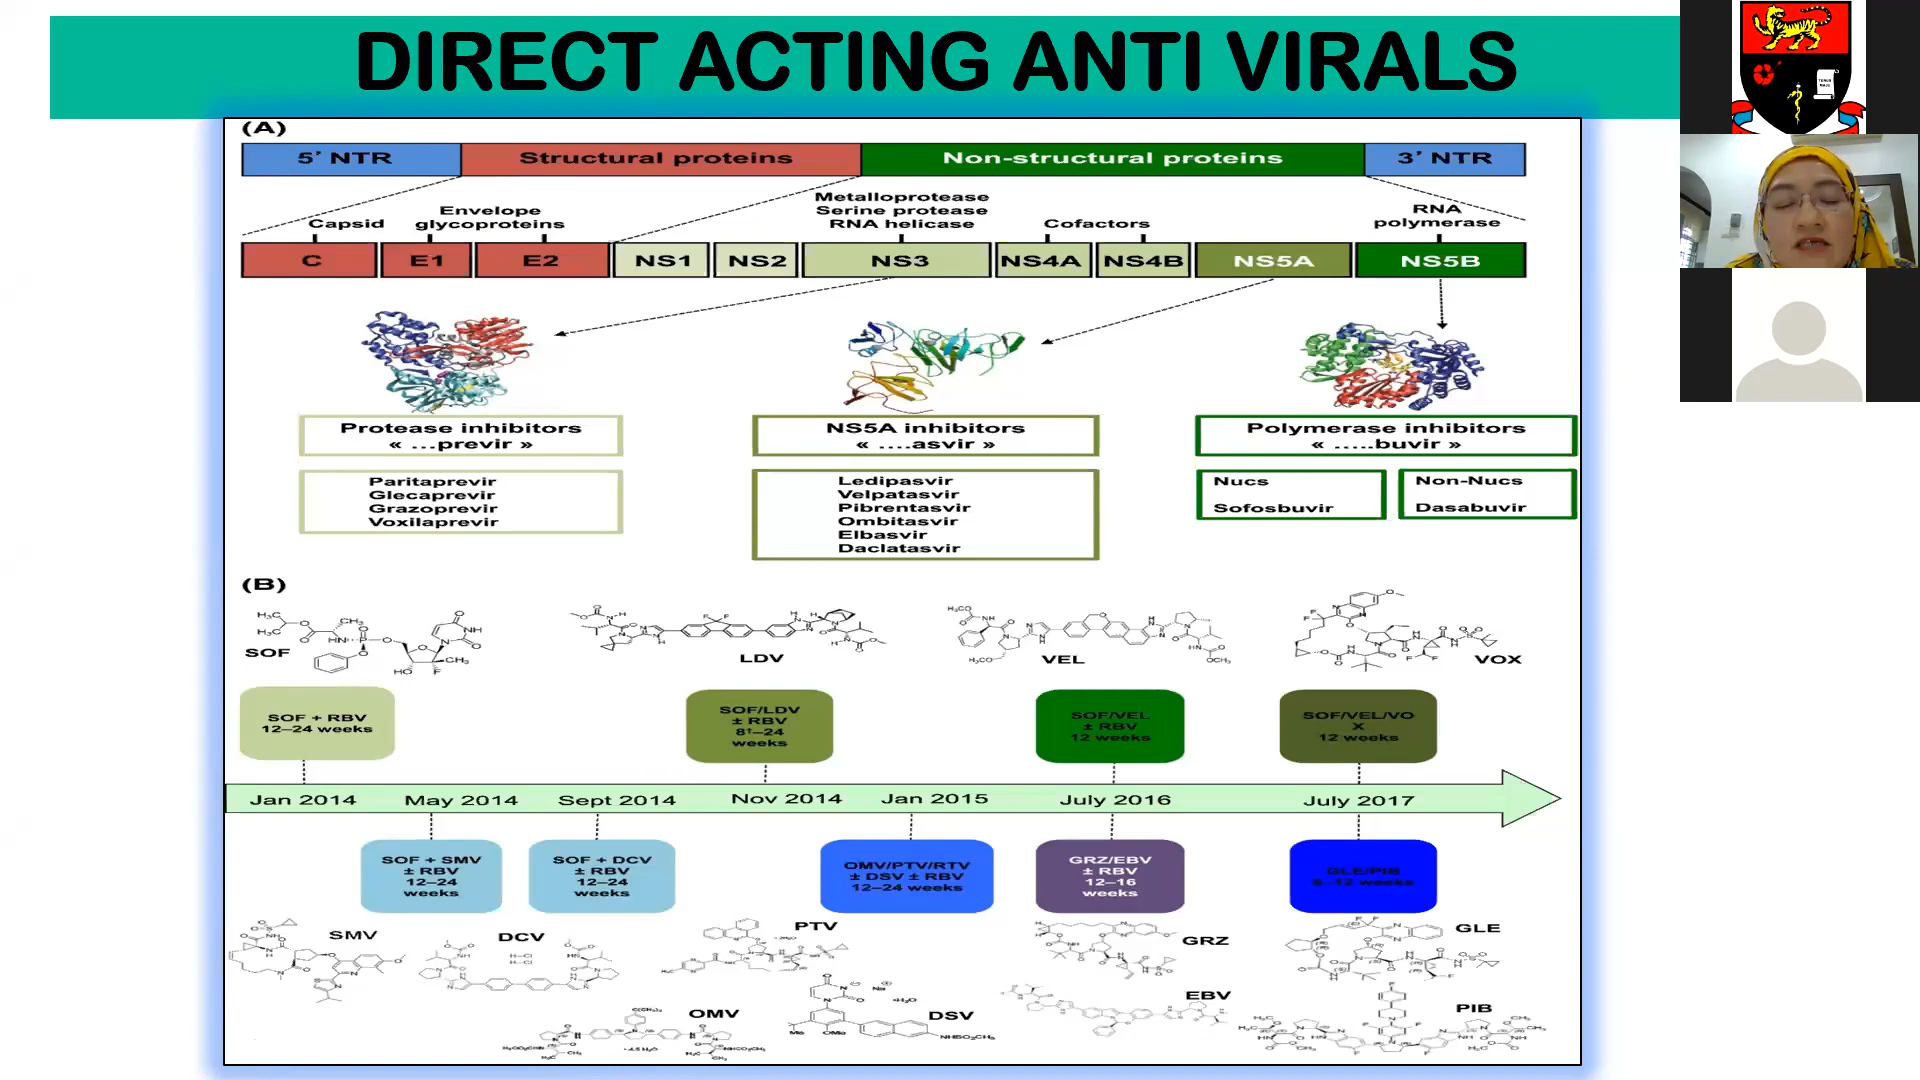 DIRECT ACTING ANTI VIRALS
(A)
5’ NTR
Structural proteins
Non-structural proteins
3’ NTR
Capsid
Envelope
glycoproteins
Metalloprotease
Serine protease
RNA helicase
Cofactors
RNA
polymerase
C
E1
E2
NS1
NS2
NS3
NS4A
NS4B
NS5A
NS5B
Protease inhibitors
« ...previr »
NS5A inhibitors
« ....asvir »
Polymerase inhibitors
« .....buvir »
Paritaprevir
Glecaprevir
Grazoprevir
Voxilaprevir
Ledipasvir
Velpatasvir
Pibrentasvir
Ombitasvir
Elbasvir
Daclatasvir
Nucs
Sofosbuvir
Non-Nucs
Dasabuvir
(B)
SOF
LDV
VEL
VOX
SOF + RBV
12–24 weeks
SOF/LDV
± RBV
8†–24
weeks
SOF/VEL
± RBV
12 weeks
SOF/VEL/VO
X
12 weeks
Jan 2014
May 2014
Sept 2014
Nov 2014
Jan 2015
July 2016
July 2017
SOF + SMV
± RBV
12–24
weeks
SOF + DCV
± RBV
12–24
weeks
OMV/PTV/RTV
± DSV ± RBV
12–24 weeks
GRZ/EBV
± RBV
12–16
weeks
GLE/PIB
8–12 weeks
SMV
DCV
PTV
OMV
DSV
GRZ
EBV
GLE
PIB